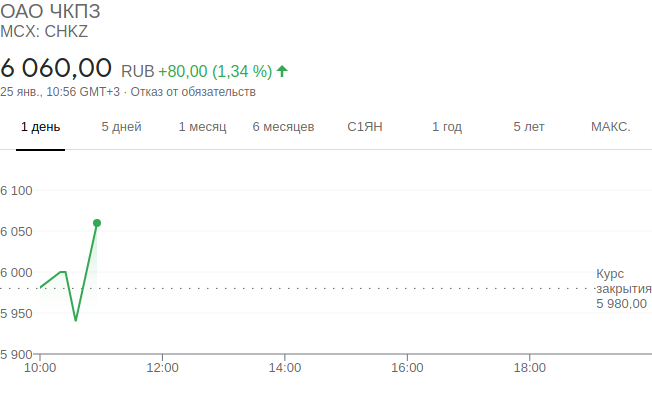 ОАО ЧКПЗ
MCX: CHKZ
6 060,00 RUB +80,00 (1,34 %)
25 янв., 10:56 GMT+3 · Отказ от обязательств
1 день 5 дней 1 месяц 6 месяцев С1ЯН 1 год 5 лет МАКС.
6 100
6 050
6 000
Курс
закрытия
5 980,00
5 950
5 900
10:00 12:00 14:00 16:00 18:00